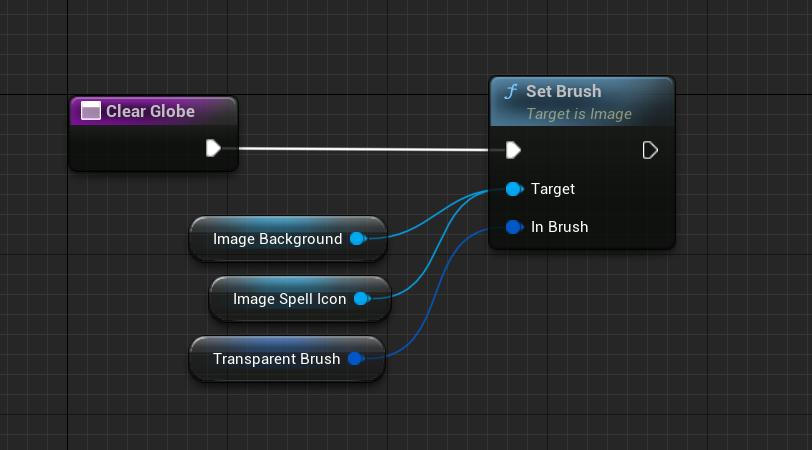 Clear Globe
f Set Brush
Target is Image
Target
In Brush
Image Background
Image Spell Icon
Transparent Brush